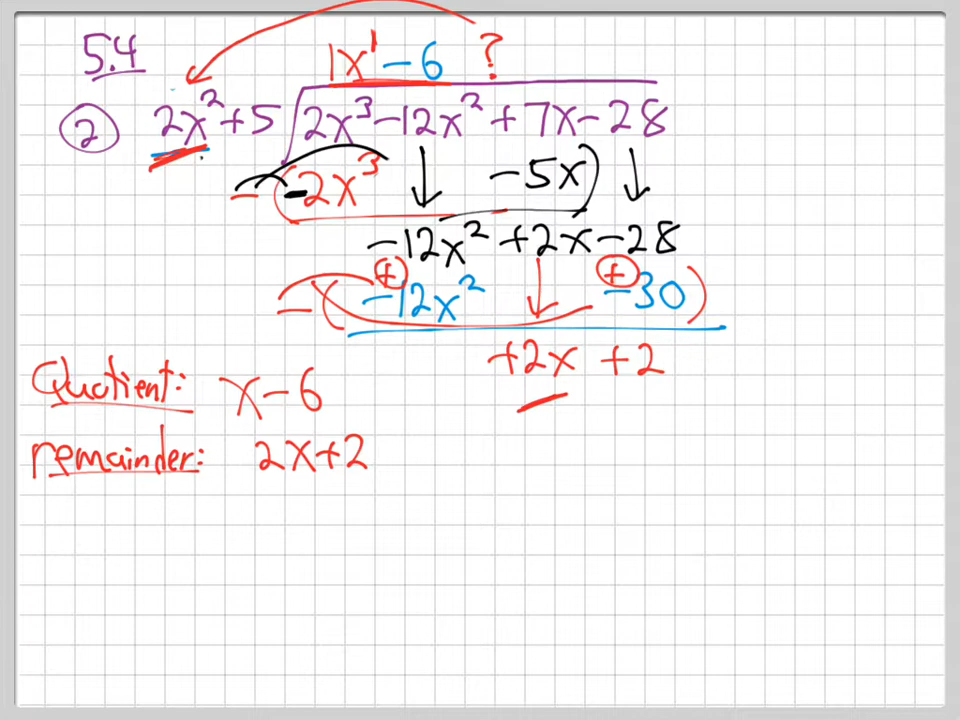 5.4
1x¹ - 6 ?
② 2x² + 5 ) 2x³ - 12x² + 7x - 28
- ( - 2x³ - 5x )
- 12x² + 2x - 28
- ( - 12x² + - 30 ) +
+ 2x + 2
Quotient: x - 6
remainder: 2x + 2